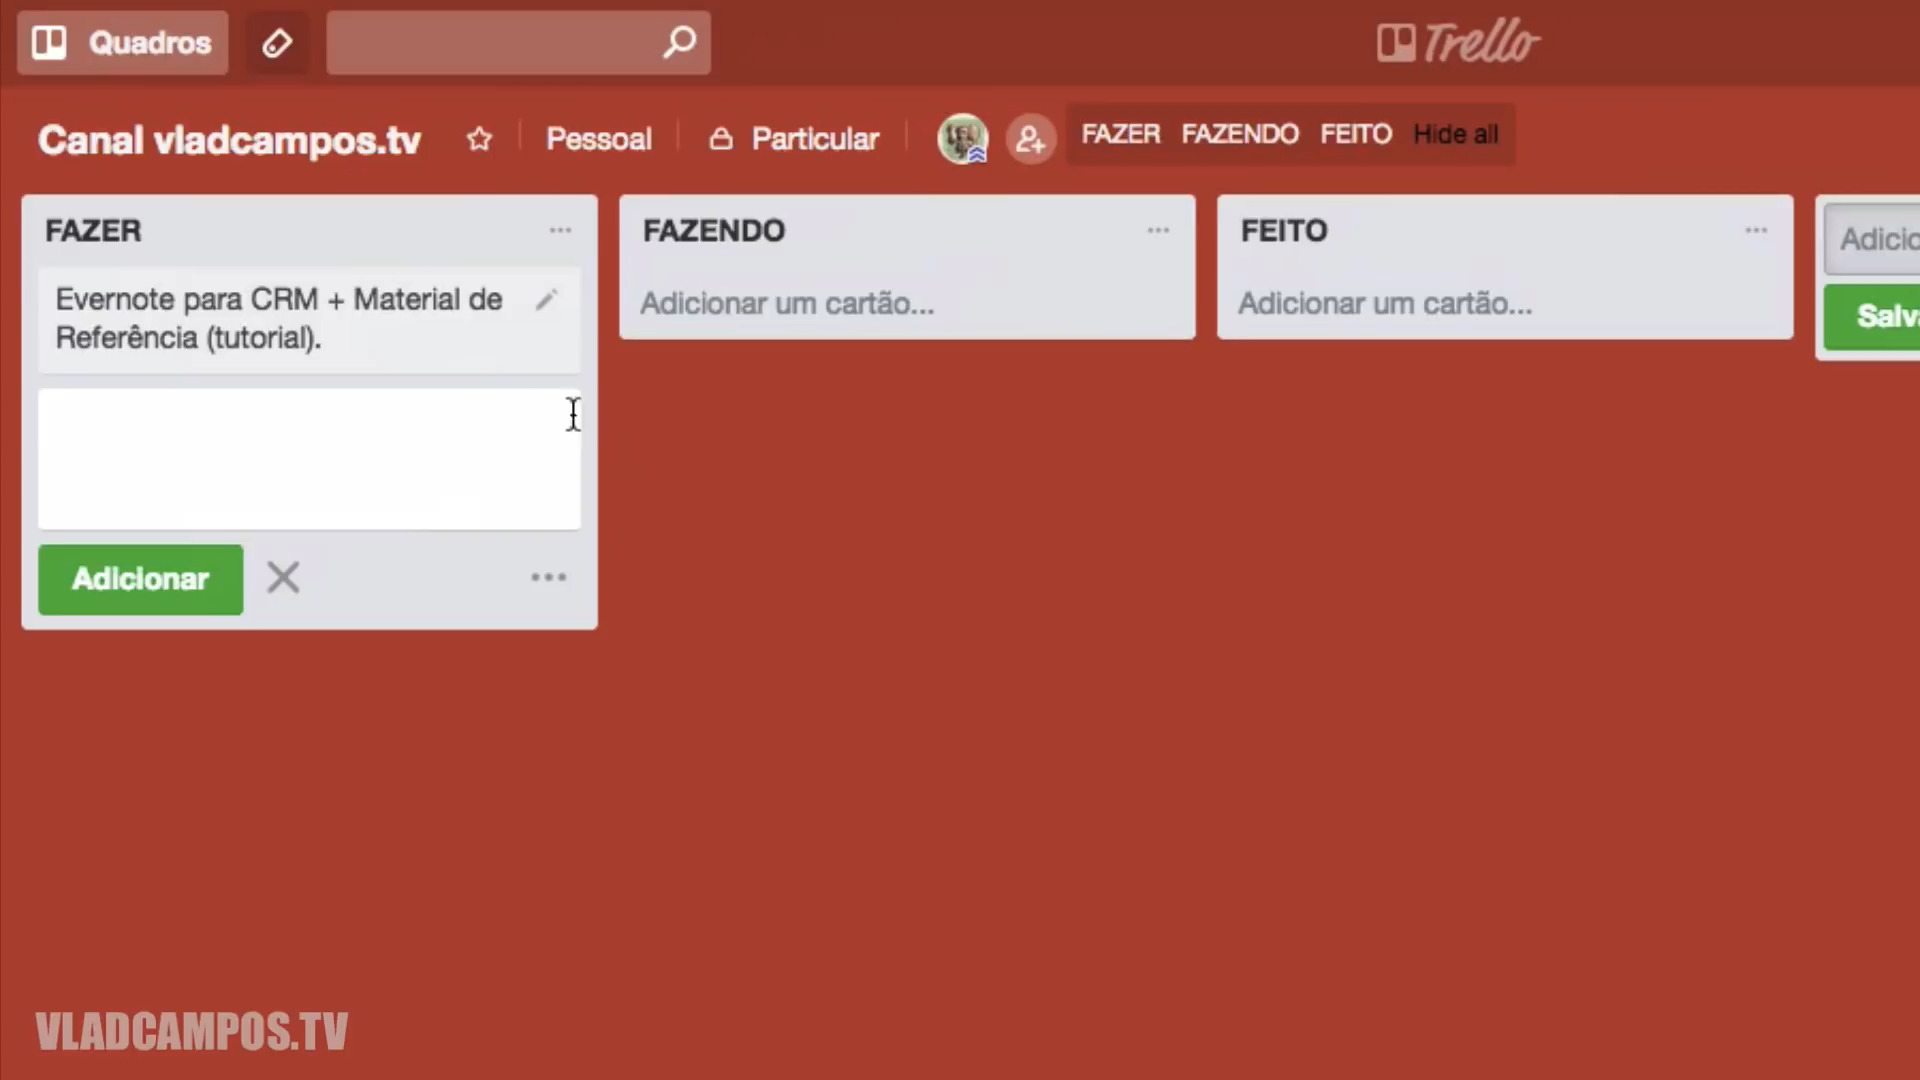 Quadros
Trello
Canal vladcampos.tv
Pessoal
Particular
FAZER FAZENDO FEITO Hide all
FAZER
Evernote para CRM + Material de
Referência (tutorial).
Adicionar
FAZENDO
Adicionar um cartão...
FEITO
Adicionar um cartão...
VLADCAMPOS.TV